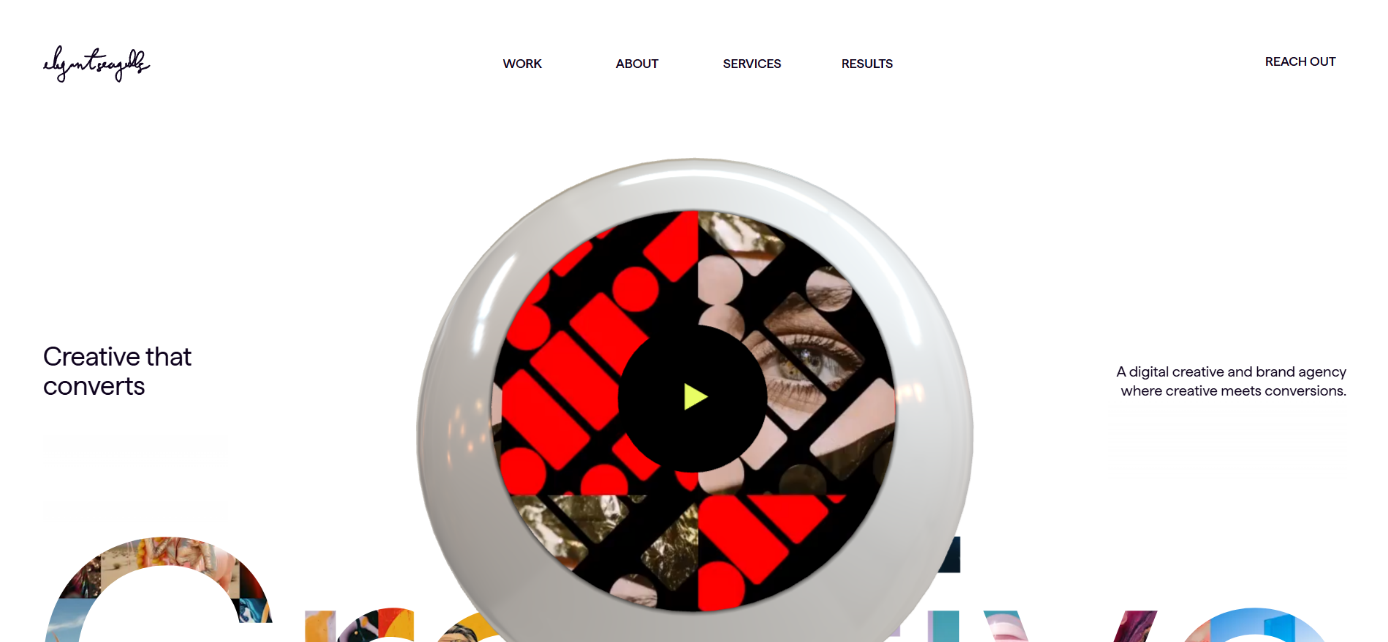 elegantseagulls
WORK
ABOUT
SERVICES
RESULTS
REACH OUT
Creative that
converts
A digital creative and brand agency
where creative meets conversions.
Creative